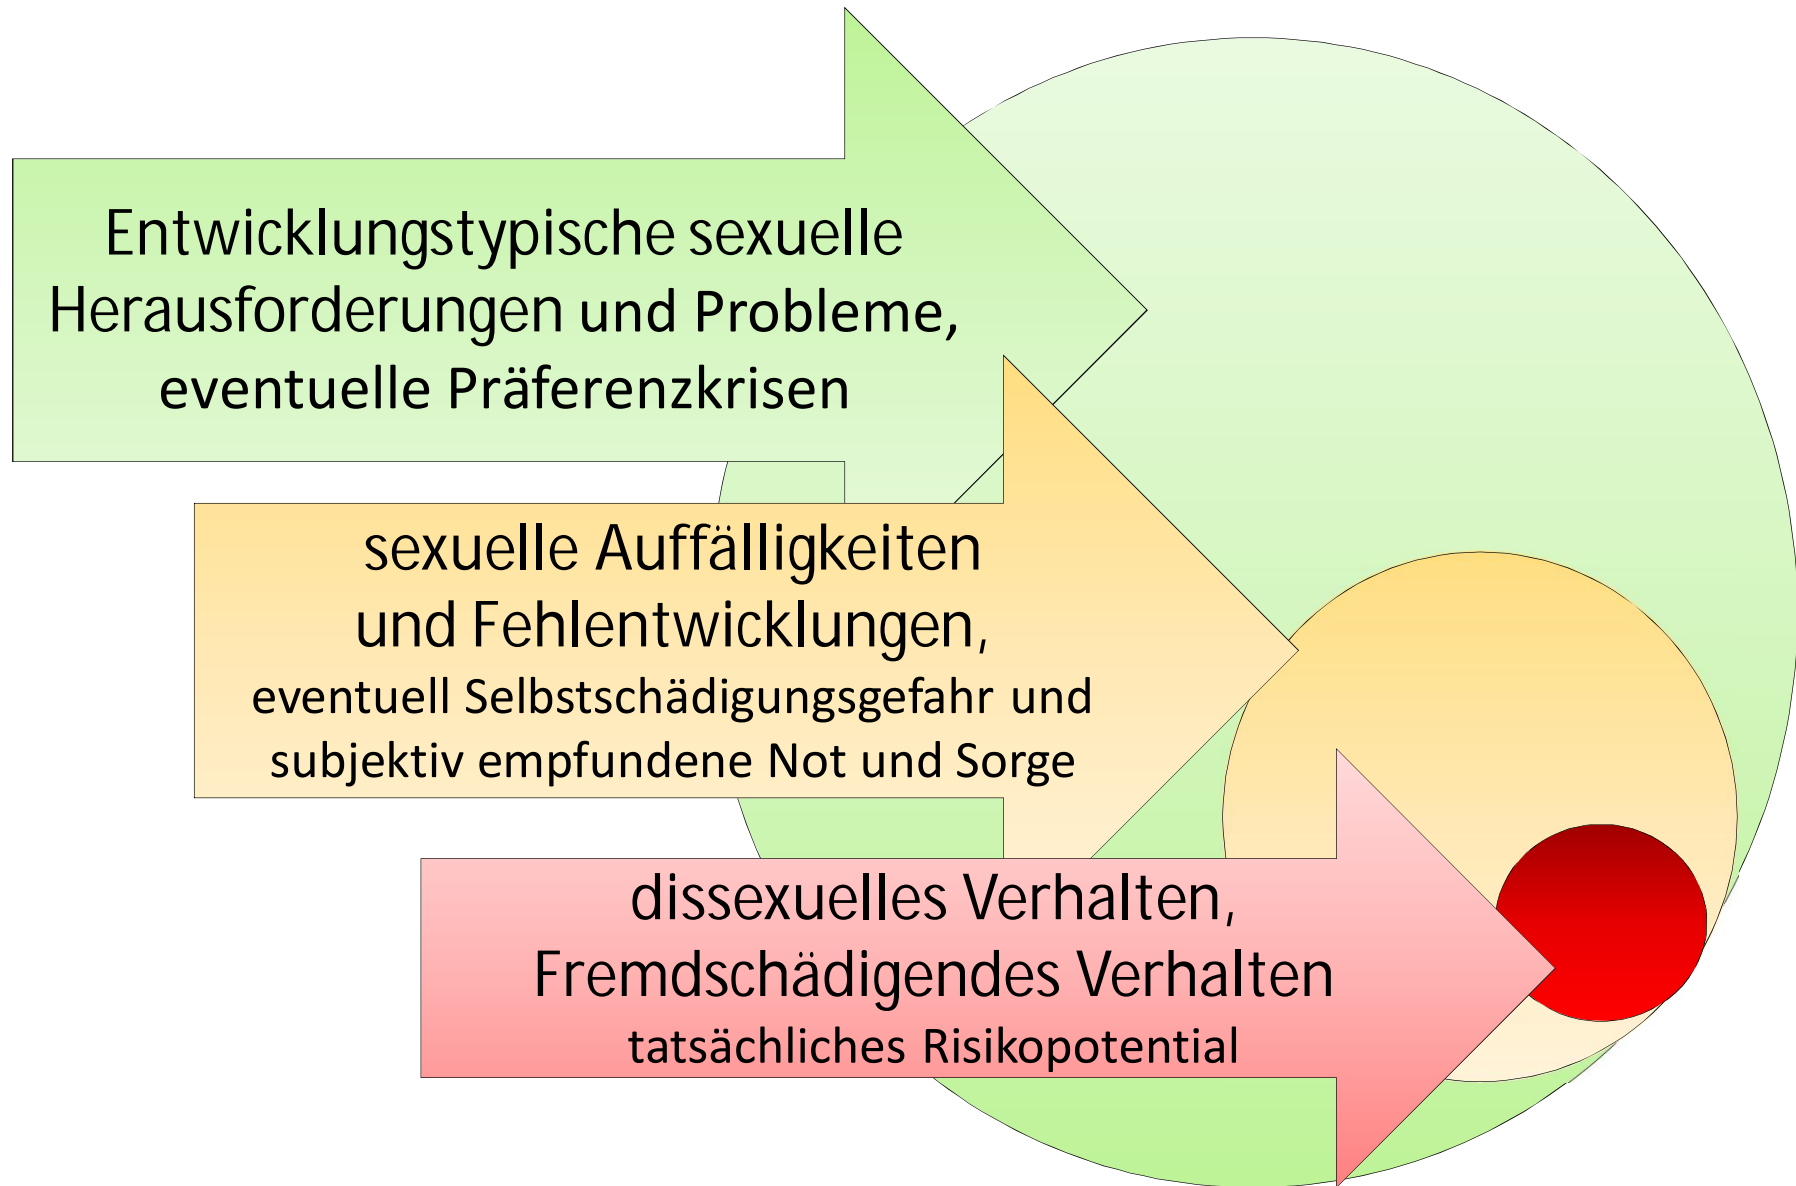 Entwicklungstypische sexuelle
Herausforderungen und Probleme,
eventuelle Präferenzkrisen
sexuelle Auffälligkeiten
und Fehlentwicklungen,
eventuell Selbstschädigungsgefahr und
subjektiv empfundene Not und Sorge
dissexuelles Verhalten,
Fremdschädigendes Verhalten
tatsächliches Risikopotential